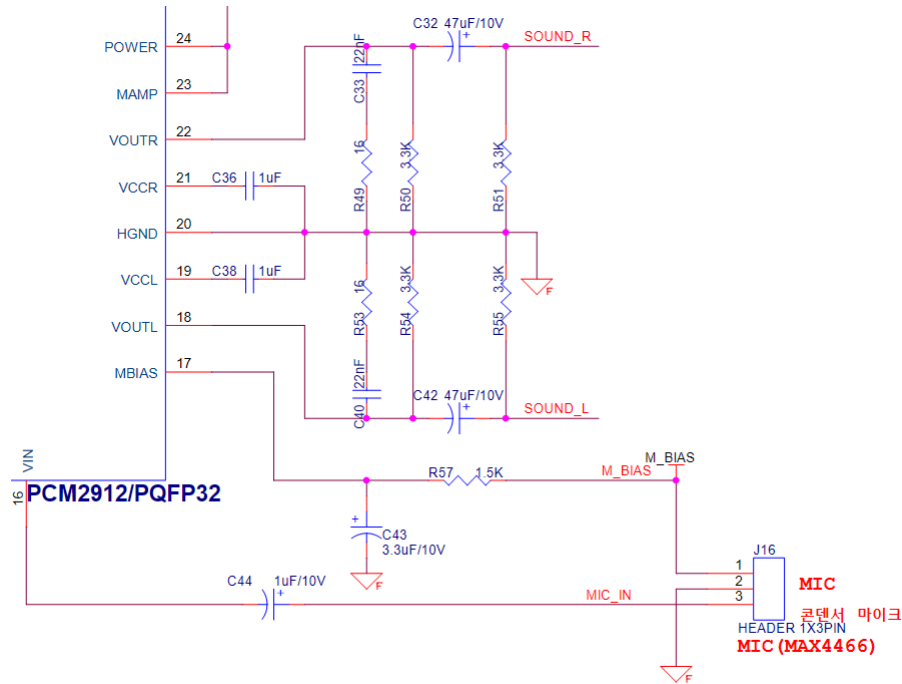 C32 47uF/10V
POWER 24
SOUND_R
22nF
C33
MAMP 23
VOUTR 22
16
3.3K
3.3K
VCCR 21 C36 1uF
R49
R50
R51
HGND 20
VCCL 19 C38 1uF
16
3.3K
3.3K
F
VOUTL 18
R53
R54
R55
MBIAS 17
22nF
C40
C42 47uF/10V
SOUND_L
VIN
16
PCM2912/PQFP32
R57 1.5K
M_BIAS
M_BIAS
+
C43
3.3uF/10V
F
J16
C44 1uF/10V
MIC_IN
1
2
3
MIC
콘덴서 마이크
HEADER 1X3PIN
MIC(MAX4466)
F